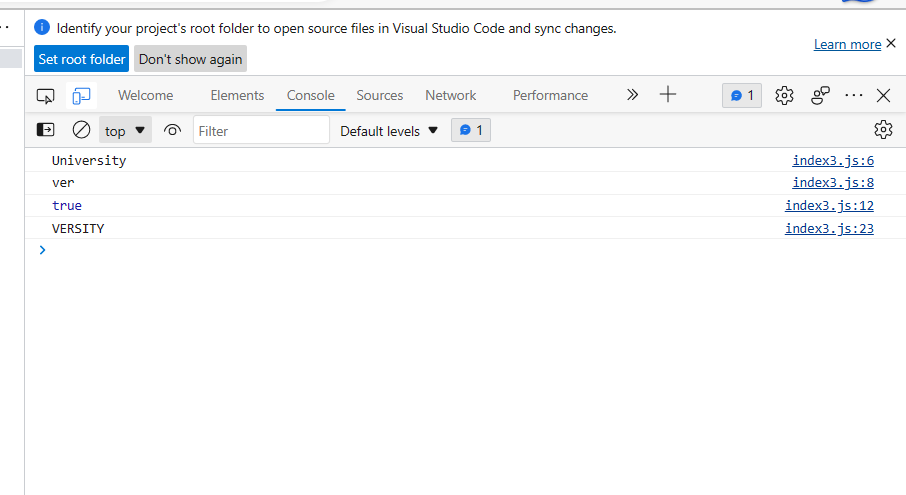 Identify your project's root folder to open source files in Visual Studio Code and sync changes.
Learn more
Set root folder Don't show again
Welcome Elements Console Sources Network Performance 1
top Filter Default levels 1
University index3.js:6
ver index3.js:8
true index3.js:12
VERSITY index3.js:23